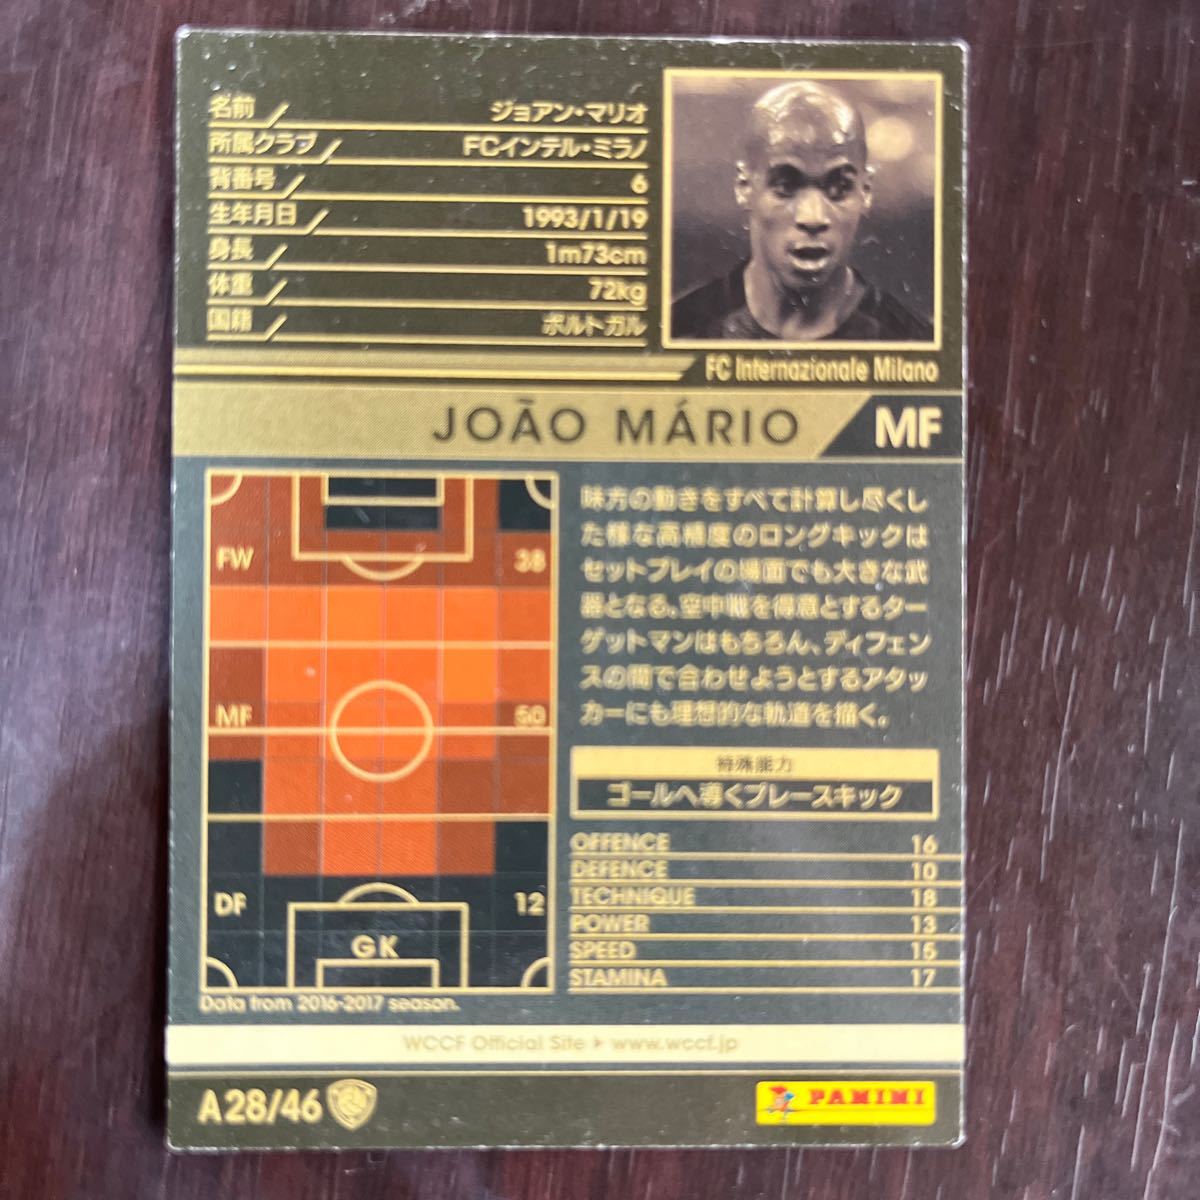 名前 ジョアン・マリオ
所属クラブ FCインテル・ミラノ
背番号 6
生年月日 1993/1/19
身長 1m73cm
体重 72kg
国籍 ポルトガル
FC Internazionale Milano
JOÃO MÁRIO MF
FW 38
MF 50
DF 12
GK
Data from 2016-2017 season.
味方の動きをすべて計算し尽くし
た様な高精度のロングキックは
セットプレイの場面でも大きな武
器となる。空中戦を得意とするター
ゲットマンはもちろん、ディフェン
スの間で合わせようとするアタッ
カーにも理想的な軌道を描く。
特殊能力
ゴールへ導くプレースキック
OFFENCE 16
DEFENCE 10
TECHNIQUE 18
POWER 13
SPEED 15
STAMINA 17
WCCF Official Site ▶ www.wccf.jp
A28/46
PANINI